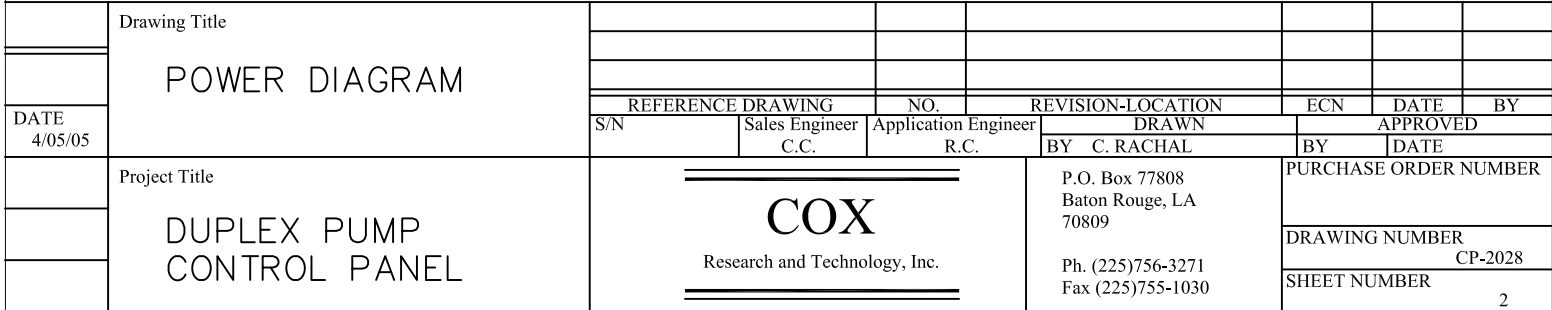 Drawing Title
POWER DIAGRAM
DATE
4/05/05
REFERENCE DRAWING NO. REVISION-LOCATION ECN DATE BY
S/N Sales Engineer Application Engineer DRAWN APPROVED
C.C. R.C. BY C. RACHAL BY DATE
Project Title
DUPLEX PUMP
CONTROL PANEL
COX
Research and Technology, Inc.
P.O. Box 77808
Baton Rouge, LA
70809
Ph. (225)756-3271
Fax (225)755-1030
PURCHASE ORDER NUMBER
DRAWING NUMBER
CP-2028
SHEET NUMBER
2